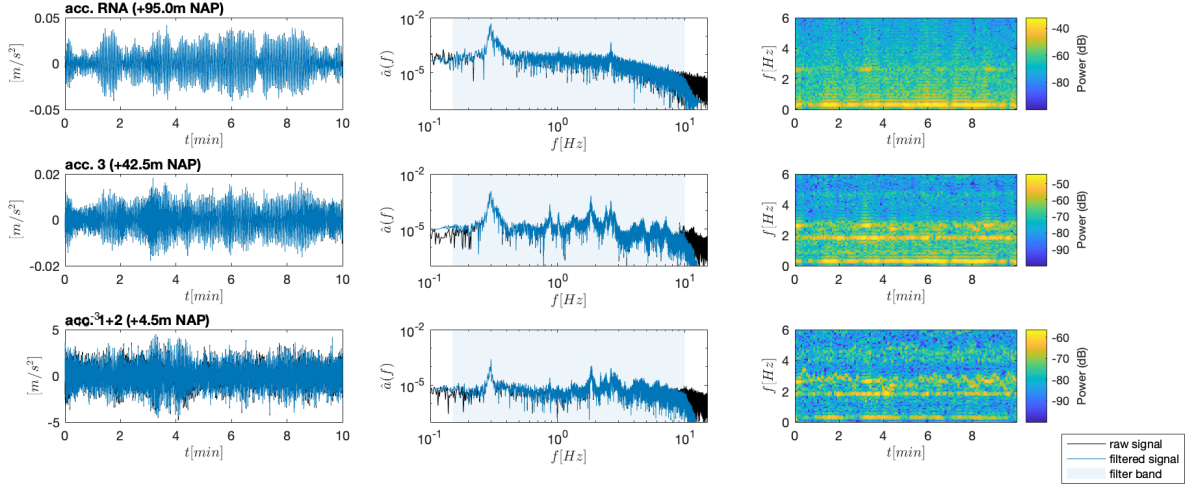 acc. RNA (+95.0m NAP)
[m/s²]
0.05
0
-0.05
0 2 4 6 8 10
t[min]
â(f)
10⁻²
10⁻⁵
10⁻¹ 10⁰ 10¹
f[Hz]
f[Hz]
6
4
2
0
0 2 4 6 8
t[min]
-40
-60
-80
-100
Power (dB)
acc. 3 (+42.5m NAP)
[m/s²]
0.02
0
-0.02
0 2 4 6 8 10
t[min]
â(f)
10⁻²
10⁻⁵
10⁻¹ 10⁰ 10¹
f[Hz]
f[Hz]
6
4
2
0
0 2 4 6 8
t[min]
-50
-60
-70
-80
-90
Power (dB)
acc. 1+2 (+4.5m NAP)
[m/s²]
5
0
-5
0 2 4 6 8 10
t[min]
â(f)
10⁻²
10⁻⁵
10⁻¹ 10⁰ 10¹
f[Hz]
f[Hz]
6
4
2
0
0 2 4 6 8
t[min]
-60
-70
-80
-90
Power (dB)
raw signal
filtered signal
filter band